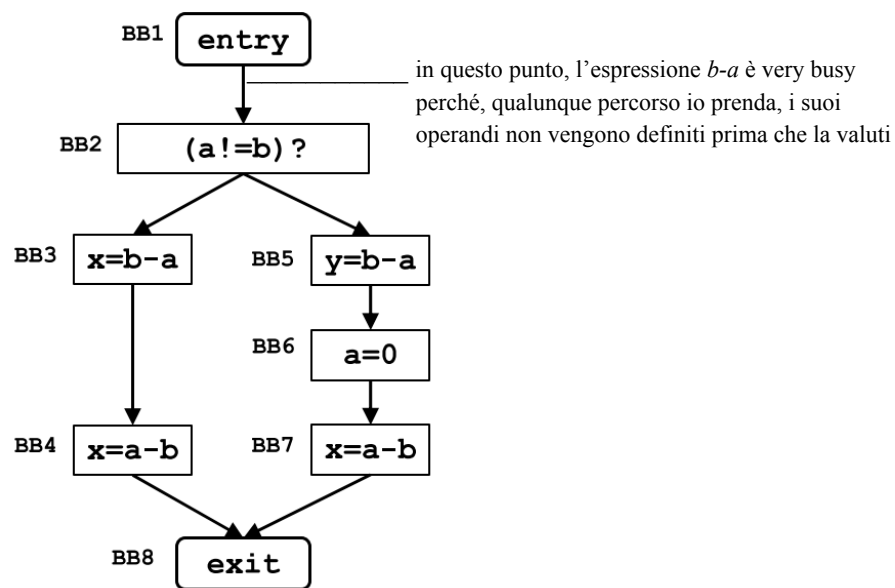 BB1 entry
in questo punto, l'espressione b-a è very busy
perché, qualunque percorso io prenda, i suoi
operandi non vengono definiti prima che la valuti
BB2 (a!=b)?
BB3 x=b-a
BB5 y=b-a
BB6 a=0
BB4 x=a-b
BB7 x=a-b
BB8 exit